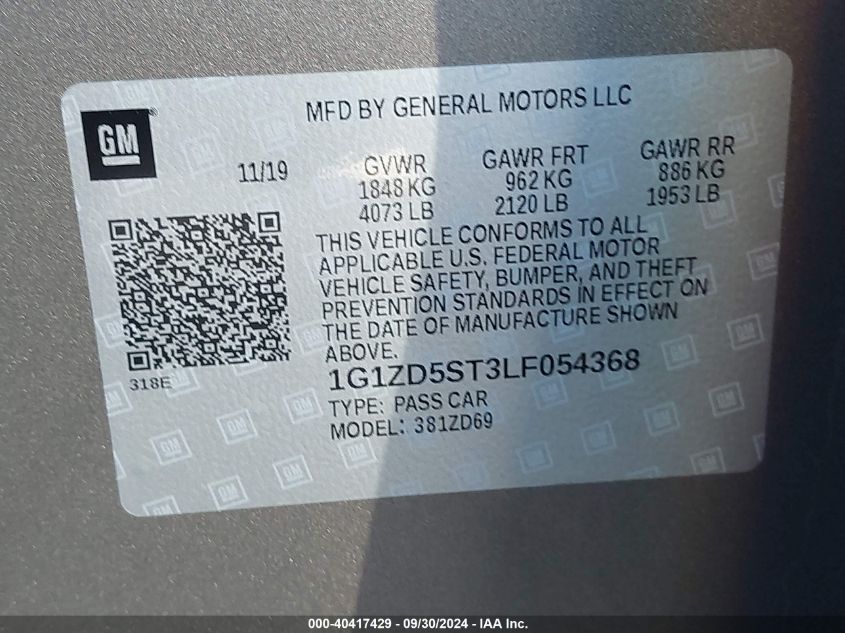 GM
MFD BY GENERAL MOTORS LLC
11/19
GVWR
1848 KG
4073 LB
GAWR FRT
962 KG
2120 LB
GAWR RR
886 KG
1953 LB
THIS VEHICLE CONFORMS TO ALL
APPLICABLE U.S. FEDERAL MOTOR
VEHICLE SAFETY, BUMPER, AND THEFT
PREVENTION STANDARDS IN EFFECT ON
THE DATE OF MANUFACTURE SHOWN
ABOVE.
318E
1G1ZD5ST3LF054368
TYPE: PASS CAR
MODEL: 381ZD69
000-40417429 - 09/30/2024 - IAA Inc.